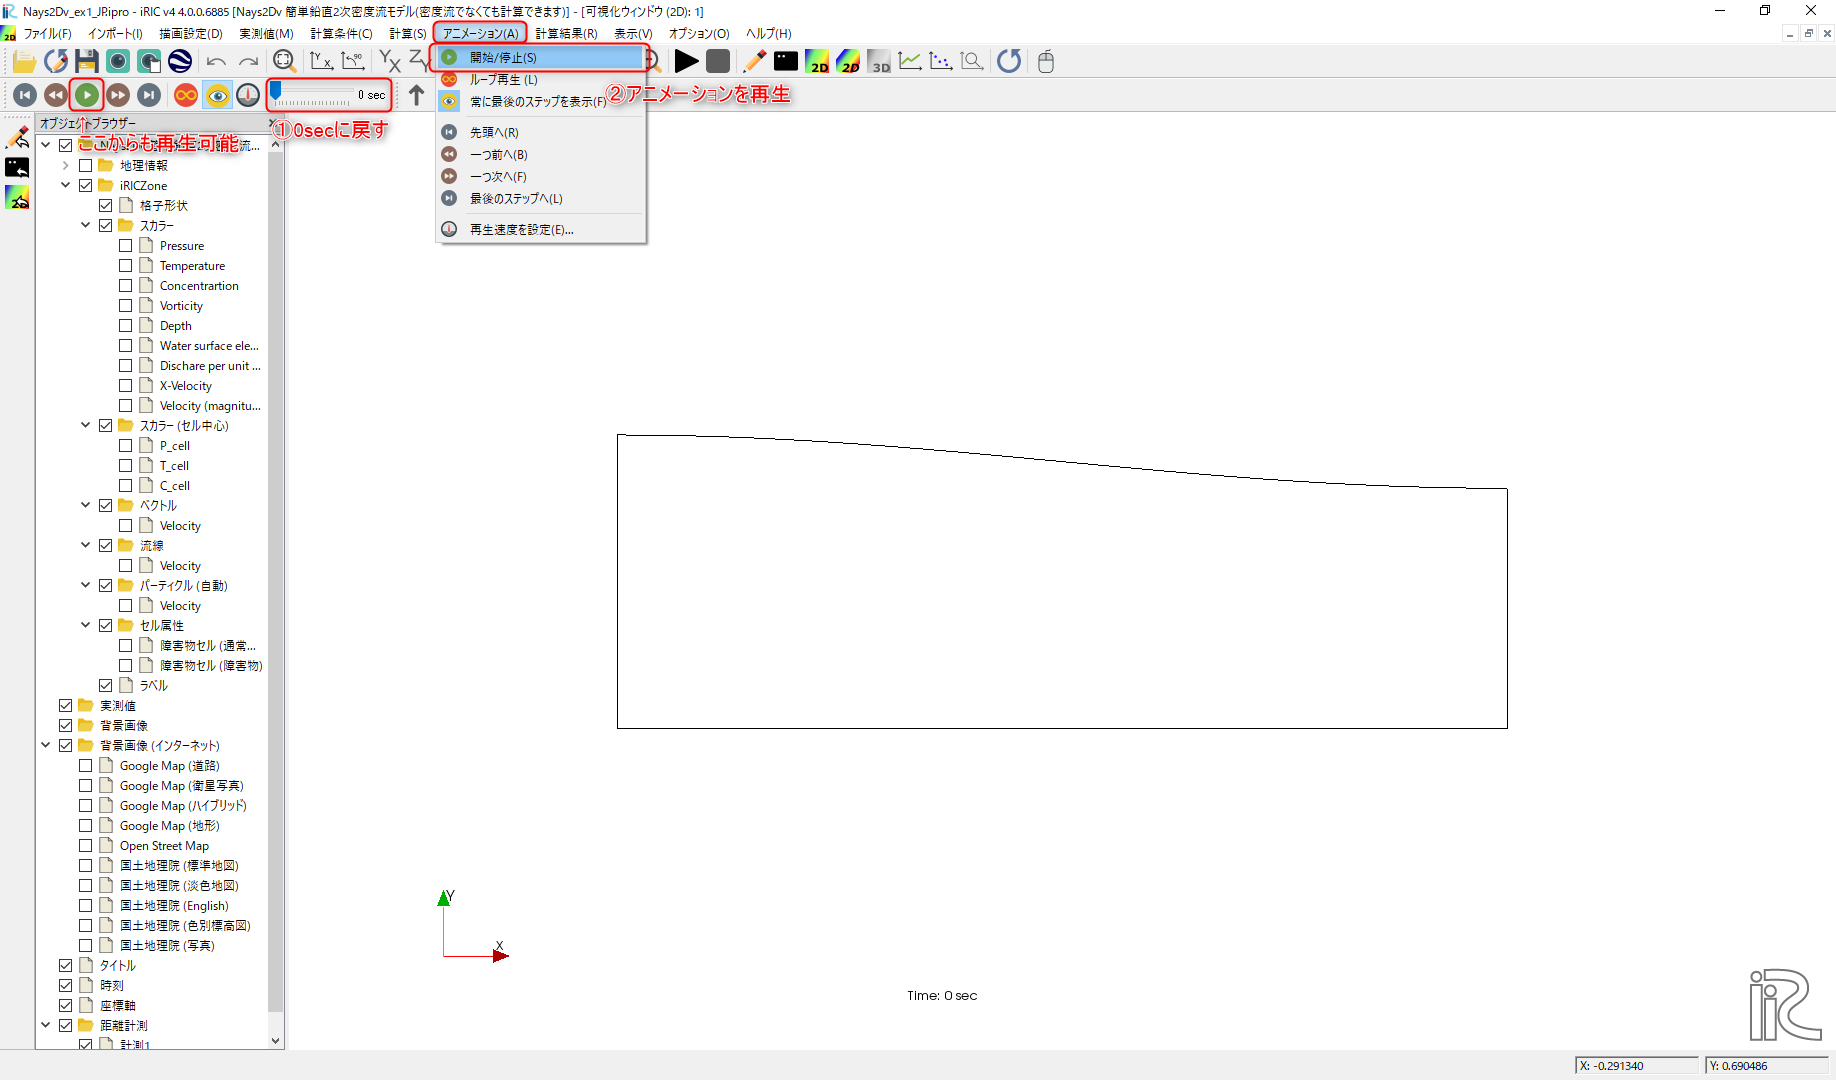 Nays2Dv_ex1_JP.ipro - iRIC v4 4.0.0.6885 [Nays2Dv 簡単鉛直2次密度流モデル(密度流でなくても計算できます)] - [可視化ウィンドウ (2D): 1]
ファイル(F) インポート(I) 描画設定(D) 実測値(M) 計算条件(C) 計算(S) アニメーション(A) 計算結果(R) 表示(V) オプション(O) ヘルプ(H)
開始/停止(S)
ループ再生 (L)
常に最後のステップを表示(F)
先頭へ(R)
一つ前へ(B)
一つ次へ(F)
最後のステップへ(L)
再生速度を設定(E)...
②アニメーションを再生
0 sec
①0secに戻す
ここからも再生可能
オブジェクトブラウザー
流...
地理情報
iRICZone
格子形状
スカラー
Pressure
Temperature
Concentrartion
Vorticity
Depth
Water surface ele...
Dischare per unit ...
X-Velocity
Velocity (magnitu...
スカラー (セル中心)
P_cell
T_cell
C_cell
ベクトル
Velocity
流線
Velocity
パーティクル (自動)
Velocity
セル属性
障害物セル (通常...
障害物セル (障害物)
ラベル
実測値
背景画像
背景画像 (インターネット)
Google Map (道路)
Google Map (衛星写真)
Google Map (ハイブリッド)
Google Map (地形)
Open Street Map
国土地理院 (標準地図)
国土地理院 (淡色地図)
国土地理院 (English)
国土地理院 (色別標高図)
国土地理院 (写真)
タイトル
時刻
座標軸
距離計測
計測1
Y
X
Time: 0 sec
iRIC
X: -0.291340
Y: 0.690486